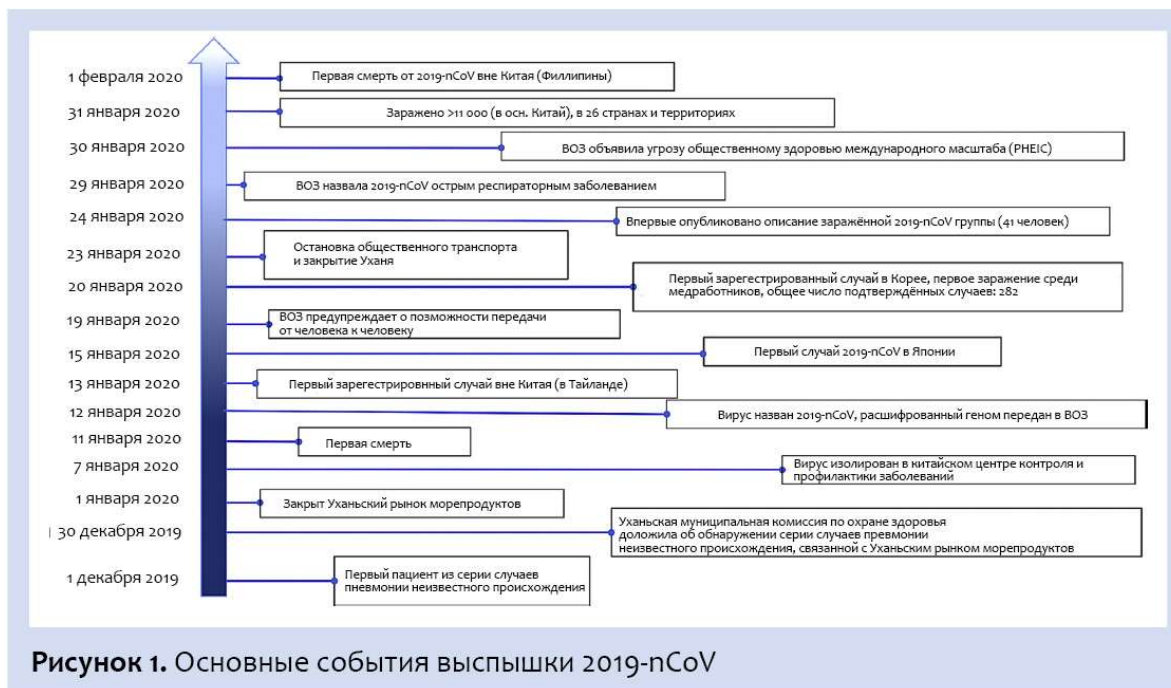 1 февраля 2020
Первая смерть от 2019-nCoV вне Китая (Филлипины)
31 января 2020
Заражено >11 000 (в осн. Китай), в 26 странах и территориях
30 января 2020
ВОЗ объявила угрозу общественному здоровью международного масштаба (PHEIC)
29 января 2020
ВОЗ назвала 2019-nCoV острым респираторным заболеванием
24 января 2020
Впервые опубликовано описание заражённой 2019-nCoV группы (41 человек)
23 января 2020
Остановка общественного транспорта
и закрытие Уханя
20 января 2020
Первый зарегестрированный случай в Корее, первое заражение среди
медработников, общее число подтверждённых случаев: 282
19 января 2020
ВОЗ предупреждает о позможности передачи
от человека к человеку
15 января 2020
Первый случай 2019-nCoV в Японии
13 января 2020
Первый зарегестрировнный случай вне Китая (в Тайланде)
12 января 2020
Вирус назван 2019-nCoV, расшифрованный геном передан в ВОЗ
11 января 2020
Первая смерть
7 января 2020
Вирус изолирован в китайском центре контроля и
профилактики заболеваний
1 января 2020
Закрыт Уханьский рынок морепродуктов
30 декабря 2019
Уханьская муниципальная комиссия по охране здоровья
доложила об обнаружении серии случаев превмонии
неизвестного происхождения, связанной с Уханьским рынком морепродуктов
1 декабря 2019
Первый пациент из серии случаев
пневмонии неизвестного происхождения
Рисунок 1. Основные события выспышки 2019-nCoV